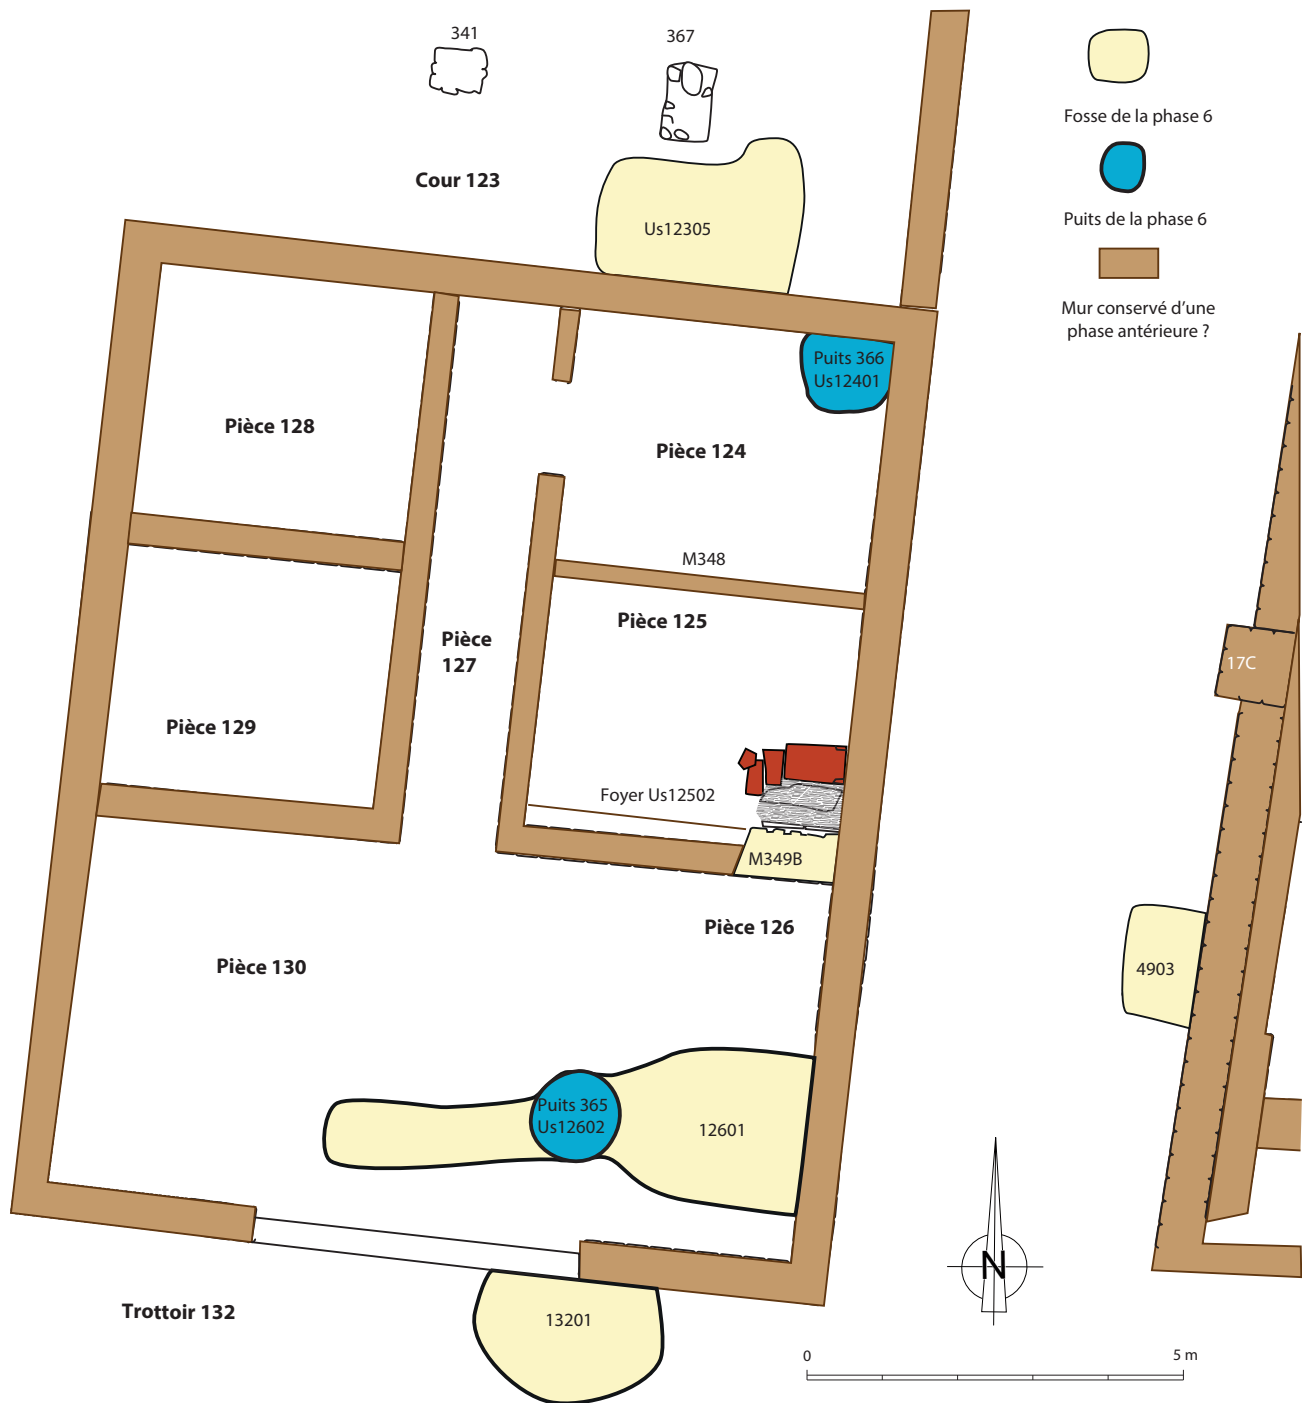 341
367
Cour 123
Us12305
Fosse de la phase 6
Puits de la phase 6
Mur conservé d'une
phase antérieure ?
Puits 366
Us12401
Pièce 128
Pièce 124
M348
Pièce 125
Pièce
127
17C
Pièce 129
Foyer Us12502
M349B
Pièce 126
Pièce 130
4903
Puits 365
Us12602
12601
N
Trottoir 132
13201
0
5 m